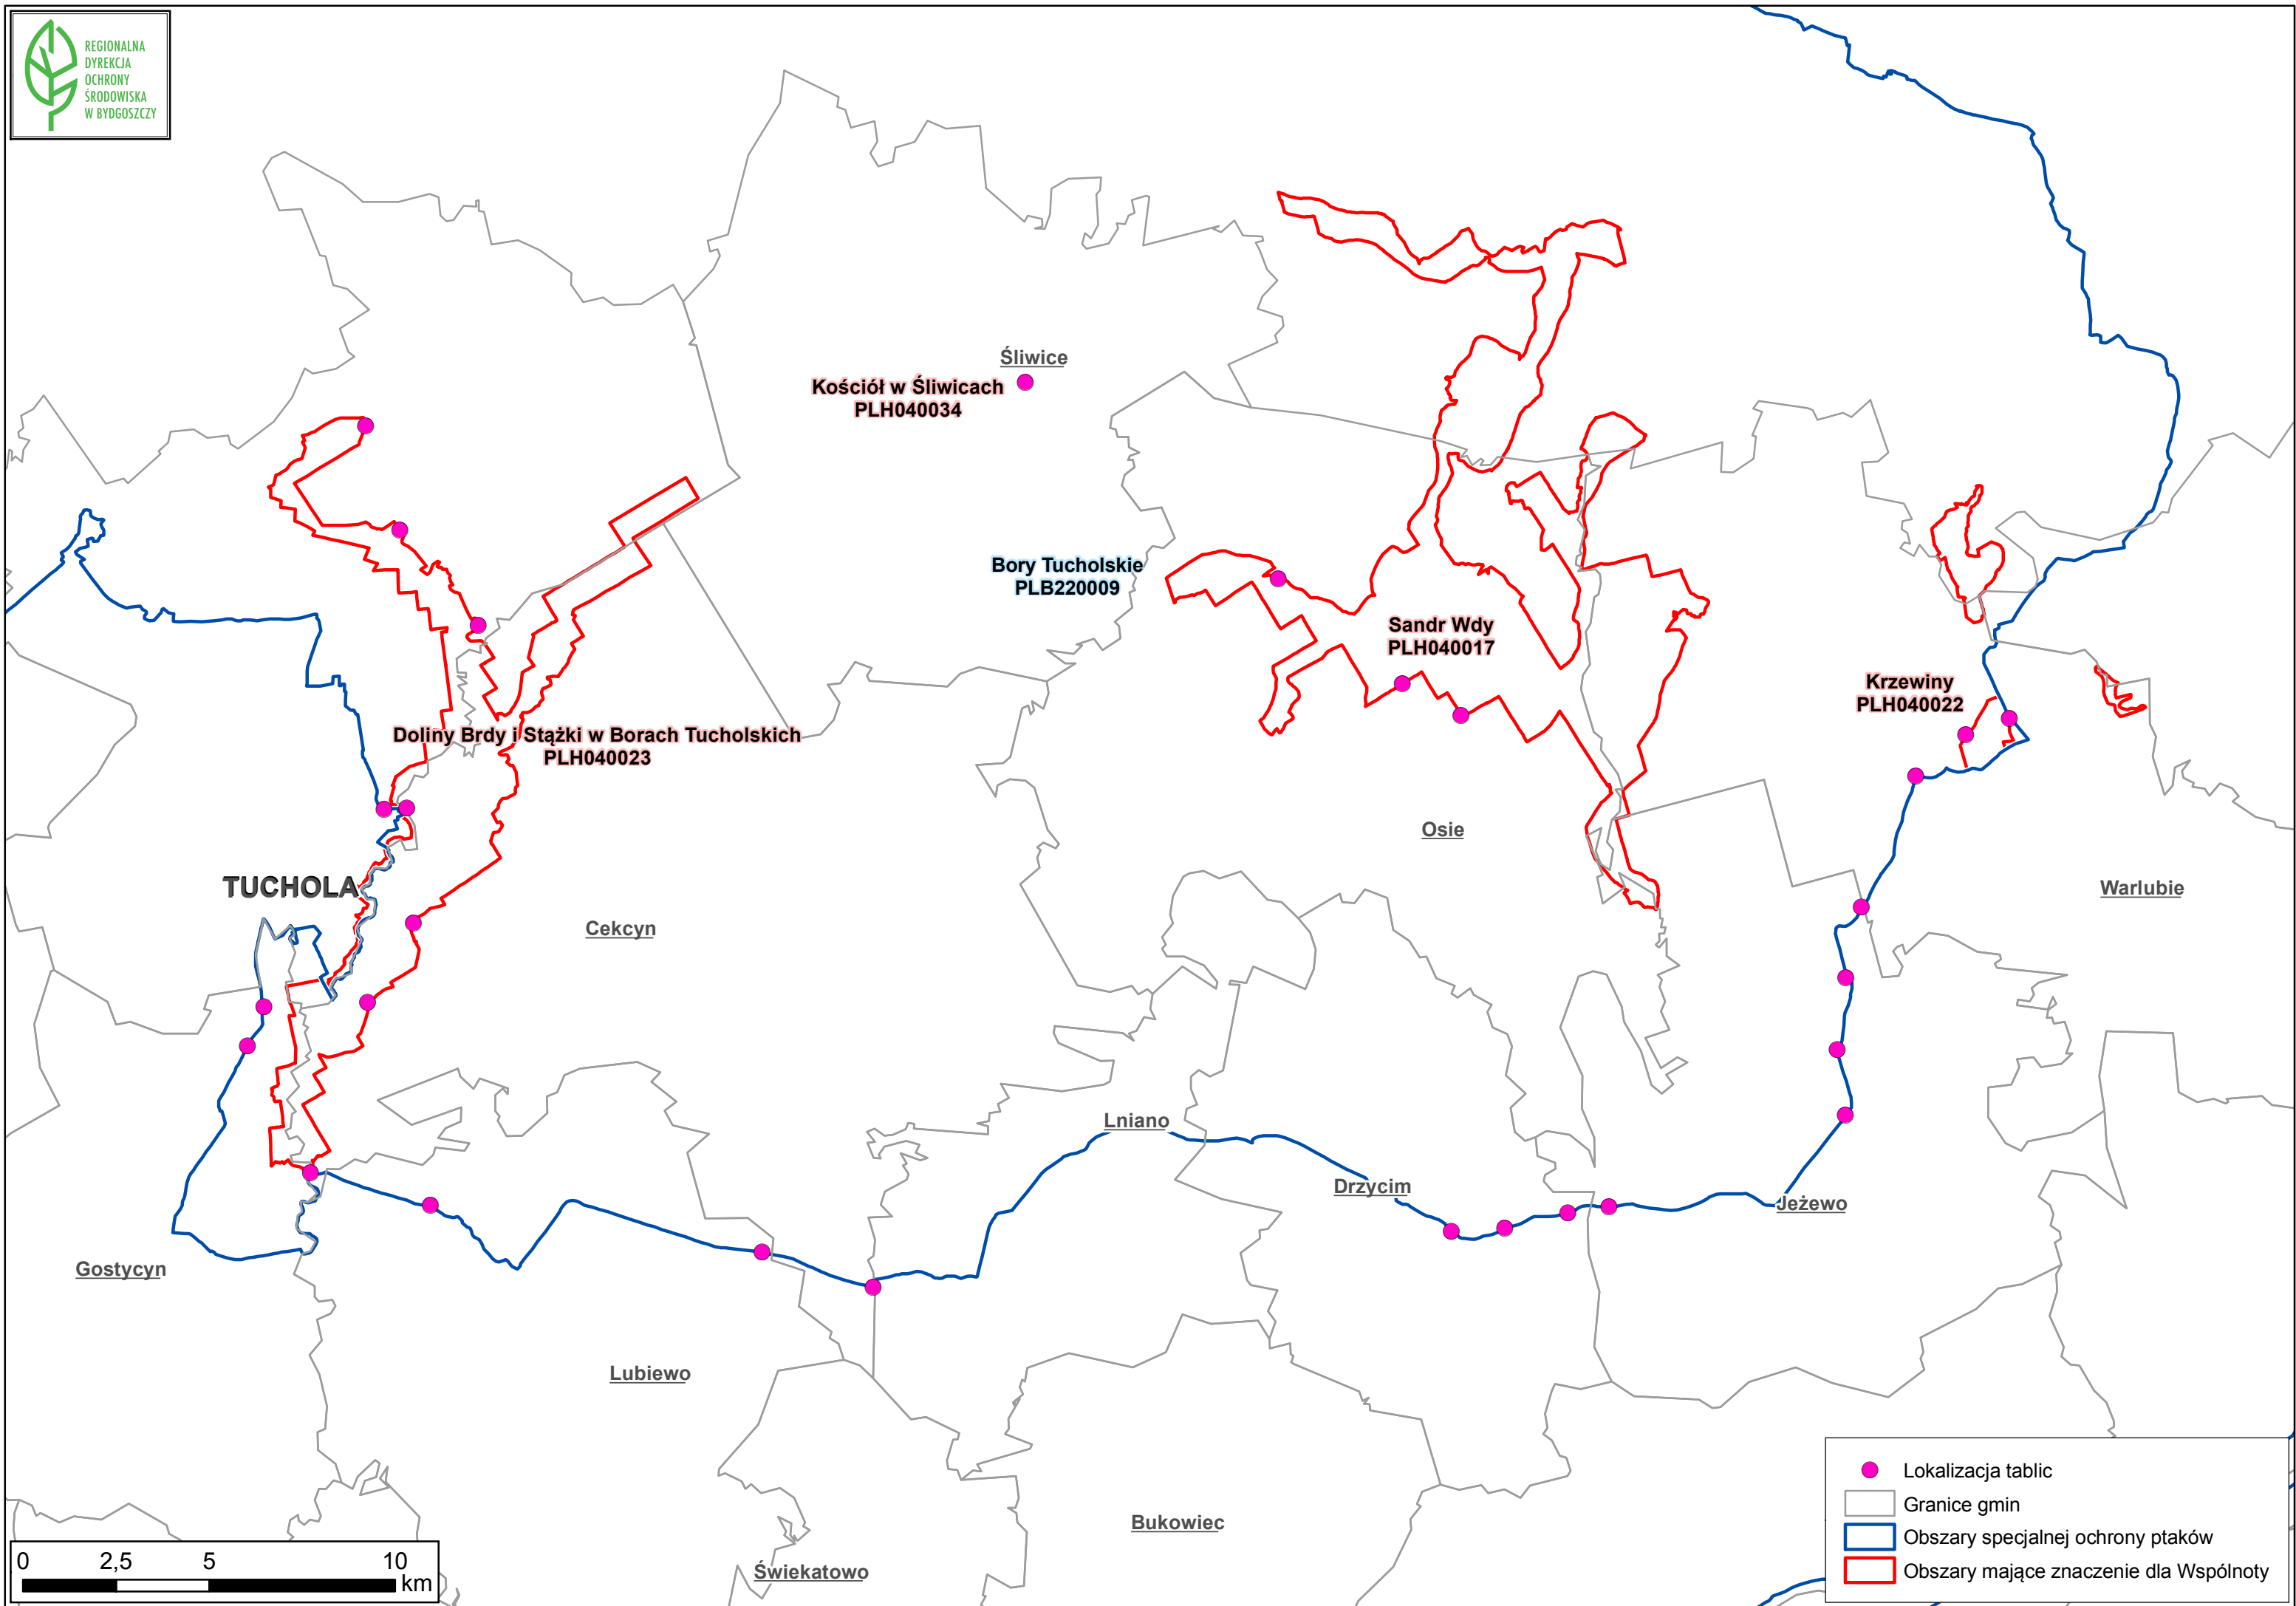 REGIONALNA
DYREKCJA
OCHRONY
ŚRODOWISKA
W BYDGOSZCZY
Śliwice
Kościół w Śliwicach
PLH040034
Bory Tucholskie
PLB220009
Sandr Wdy
PLH040017
Krzewiny
PLH040022
Doliny Brdy i Stążki w Borach Tucholskich
PLH040023
Osie
TUCHOLA
Warlubie
Cekcyn
Lniano
Drzycim
Jeżewo
Gostycyn
Lubiewo
Bukowiec
Świekatowo
0 2,5 5 10
km
Lokalizacja tablic
Granice gmin
Obszary specjalnej ochrony ptaków
Obszary mające znaczenie dla Wspólnoty